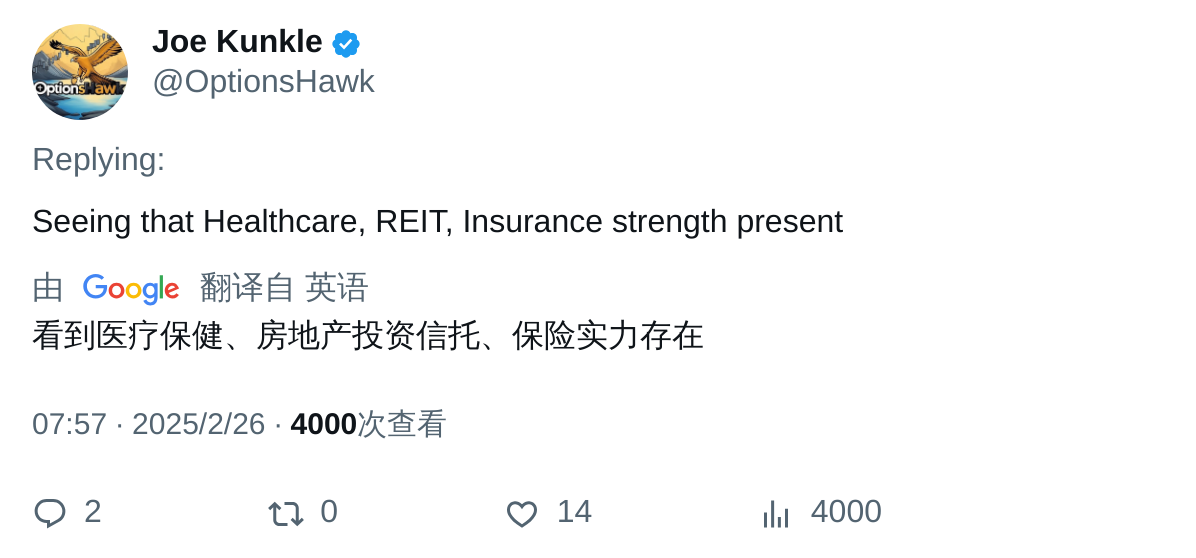 Joe Kunkle
@OptionsHawk
OptionsHawk
Replying:
Seeing that Healthcare, REIT, Insurance strength present
由 Google 翻译自 英语
看到医疗保健、房地产投资信托、保险实力存在
07:57 · 2025/2/26 · 4000次查看
2 0 14 4000